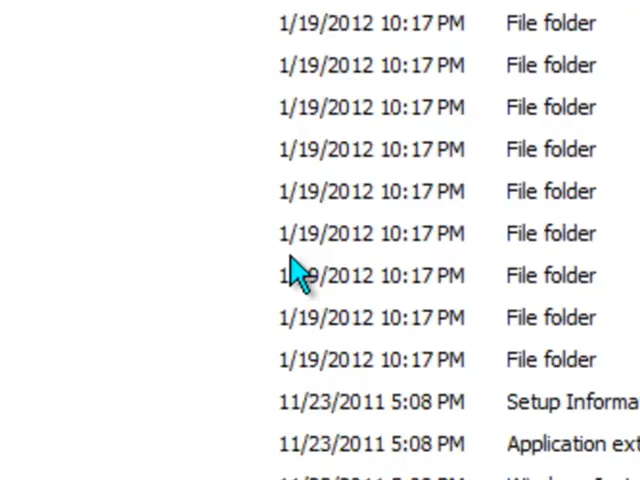 1/19/2012 10:17 PM File folder
1/19/2012 10:17 PM File folder
1/19/2012 10:17 PM File folder
1/19/2012 10:17 PM File folder
1/19/2012 10:17 PM File folder
1/19/2012 10:17 PM File folder
1/19/2012 10:17 PM File folder
1/19/2012 10:17 PM File folder
1/19/2012 10:17 PM File folder
11/23/2011 5:08 PM Setup Informa
11/23/2011 5:08 PM Application ext